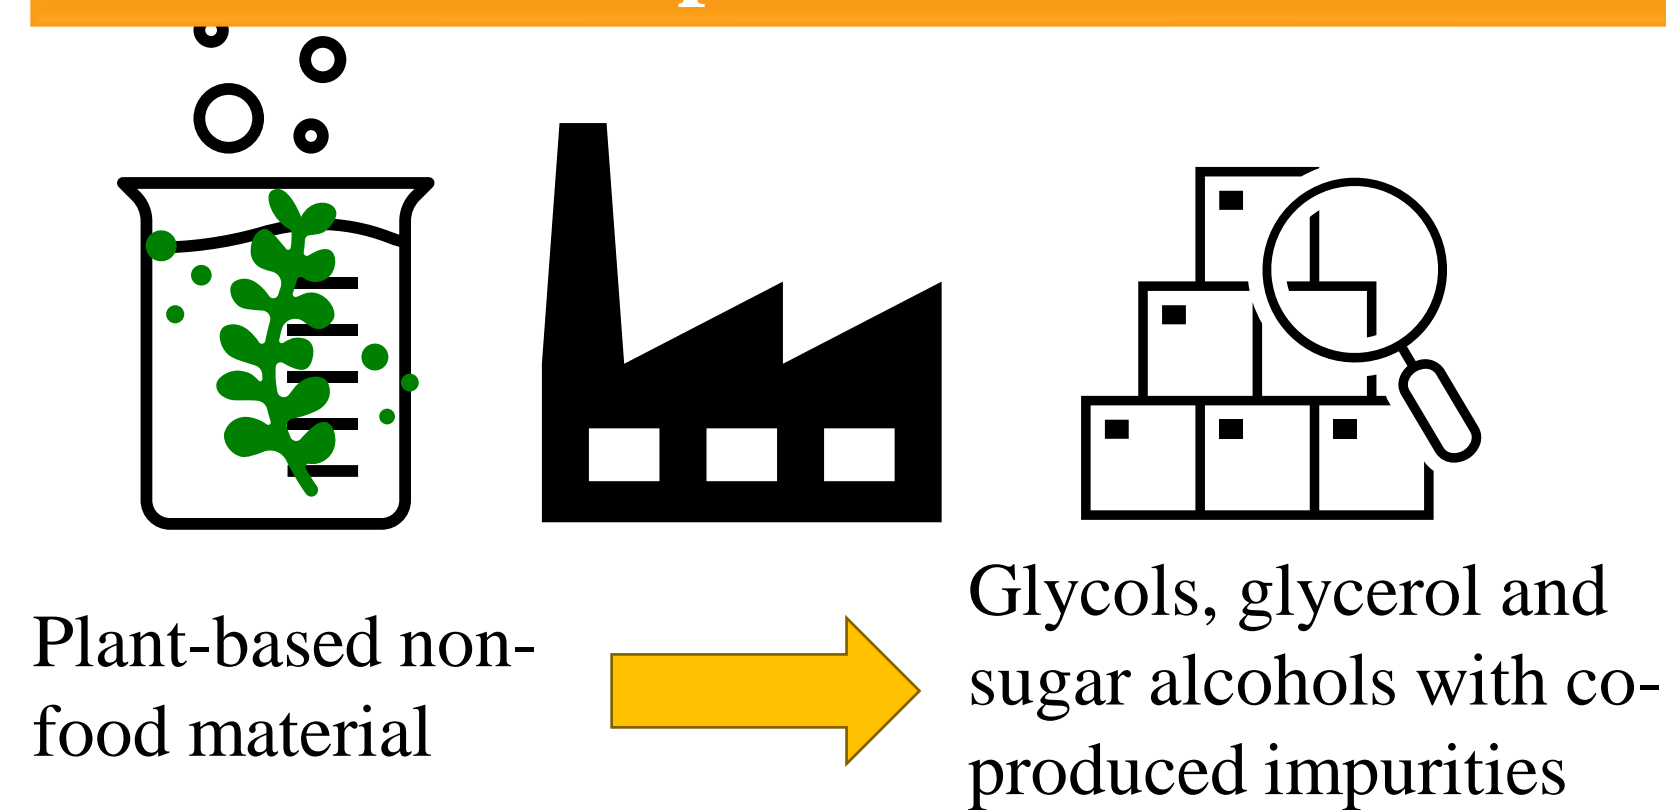 Plant-based non-
food material
Glycols, glycerol and
sugar alcohols with co-
produced impurities